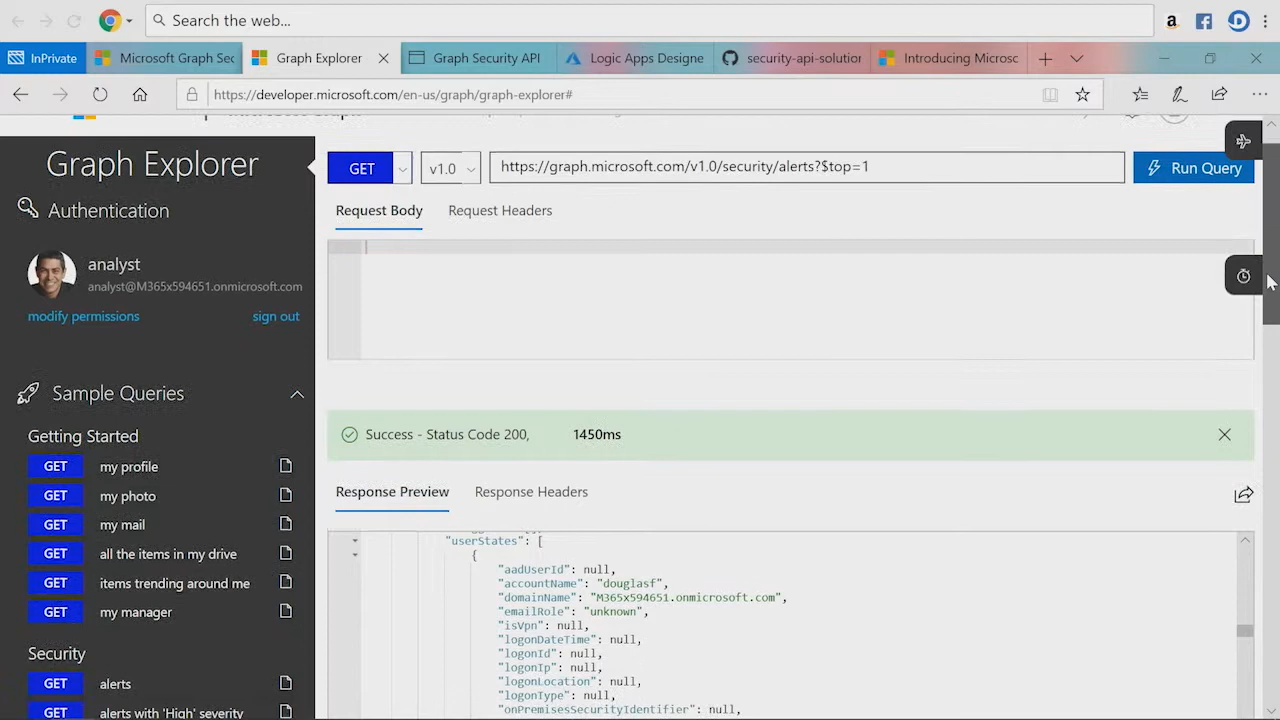 Search the web...
InPrivate
Microsoft Graph Sec
Graph Explorer
Graph Security API
Logic Apps Designe
security-api-solution
Introducing Microsc
https://developer.microsoft.com/en-us/graph/graph-explorer#
Graph Explorer
Authentication
analyst
analyst@M365x594651.onmicrosoft.com
modify permissions
sign out
Sample Queries
Getting Started
GET my profile
GET my photo
GET my mail
GET all the items in my drive
GET items trending around me
GET my manager
Security
GET alerts
GET alerts with 'High' severity
GET
v1.0
https://graph.microsoft.com/v1.0/security/alerts?$top=1
Run Query
Request Body
Request Headers
Success - Status Code 200, 1450ms
Response Preview
Response Headers
"userStates": [
{
"aadUserId": null,
"accountName": "douglasf",
"domainName": "M365x594651.onmicrosoft.com",
"emailRole": "unknown",
"isVpn": null,
"logonDateTime": null,
"logonId": null,
"logonIp": null,
"logonLocation": null,
"logonType": null,
"onPremisesSecurityIdentifier": null,